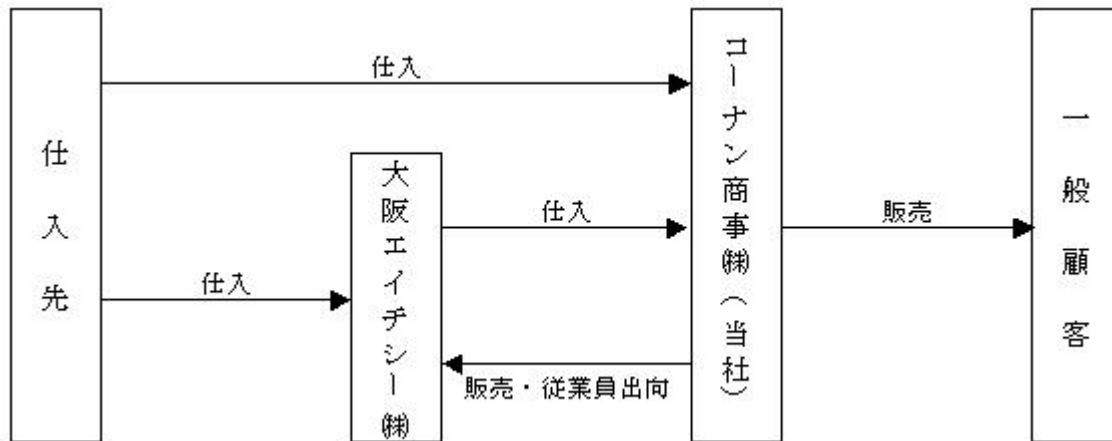 仕入先
仕入
仕入
大阪エイチシー㈱
仕入
販売・従業員出向
コーナン商事㈱(当社)
販売
一般顧客